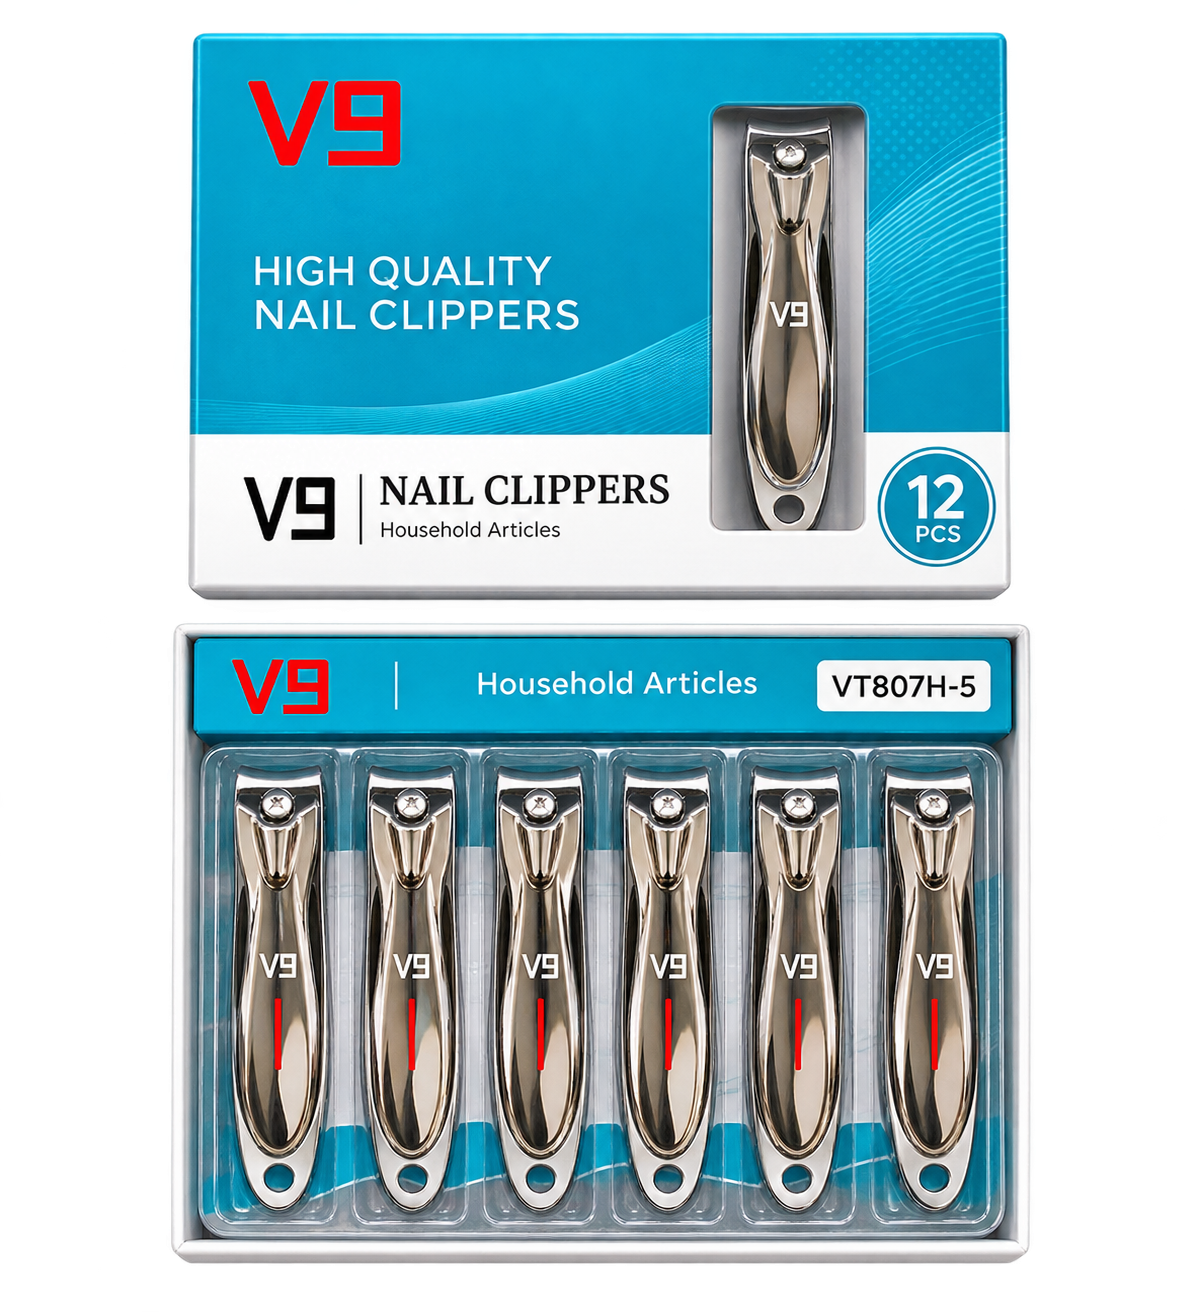 V9
HIGH QUALITY
NAIL CLIPPERS
V9
V9 | NAIL CLIPPERS
Household Articles
12
PCS
V9 | Household Articles VT807H-5
V9 V9 V9 V9 V9 V9